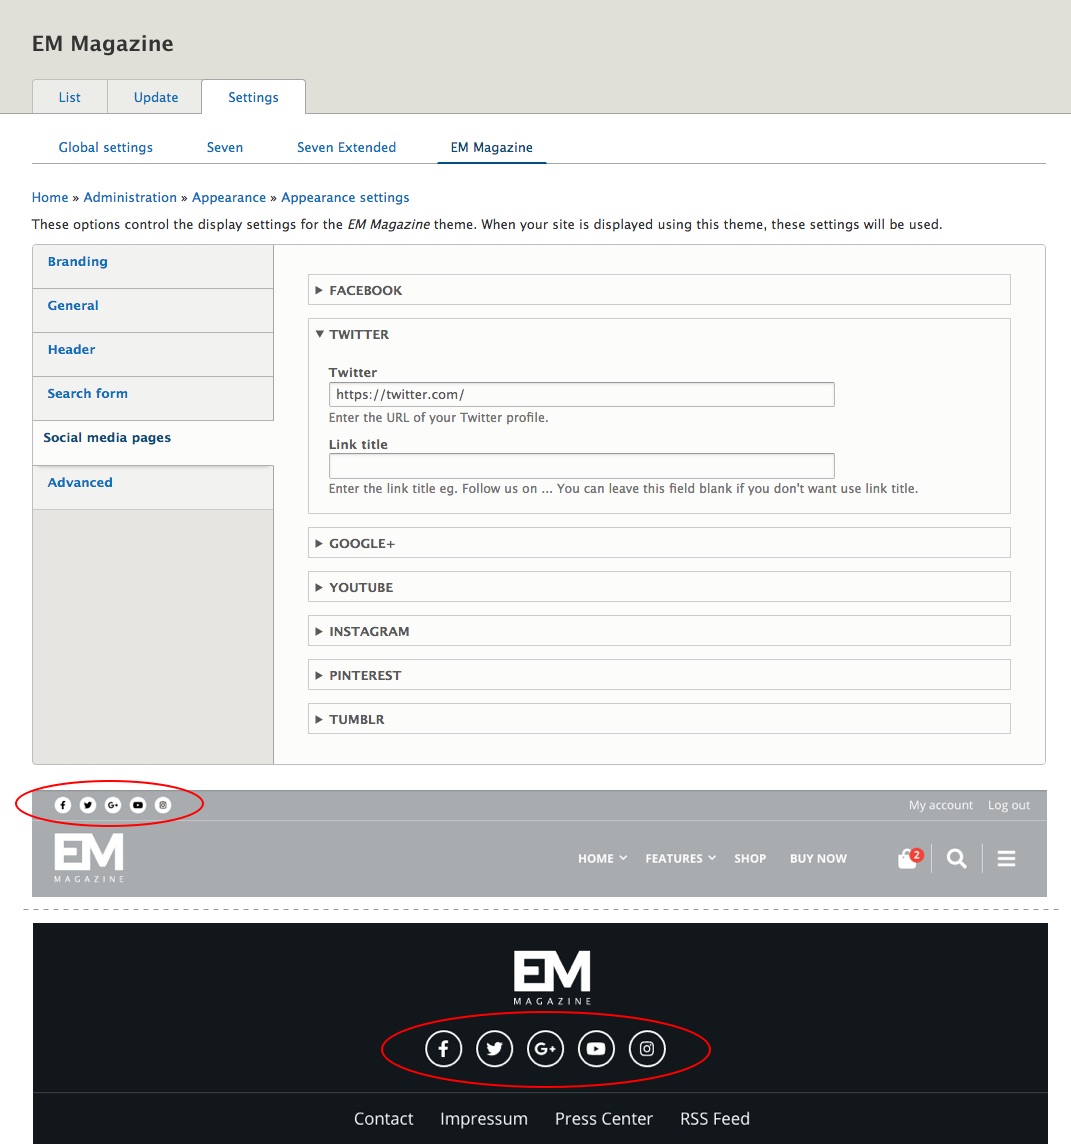 EM Magazine
List Update Settings
Global settings Seven Seven Extended EM Magazine
Home » Administration » Appearance » Appearance settings
These options control the display settings for the EM Magazine theme. When your site is displayed using this theme, these settings will be used.
Branding
General
Header
Search form
Social media pages
Advanced
FACEBOOK
TWITTER
Twitter
https://twitter.com/
Enter the URL of your Twitter profile.
Link title
Enter the link title eg. Follow us on ... You can leave this field blank if you don't want use link title.
GOOGLE+
YOUTUBE
INSTAGRAM
PINTEREST
TUMBLR
My account Log out
EM
MAGAZINE
HOME FEATURES SHOP BUY NOW 2
EM
MAGAZINE
Contact Impressum Press Center RSS Feed